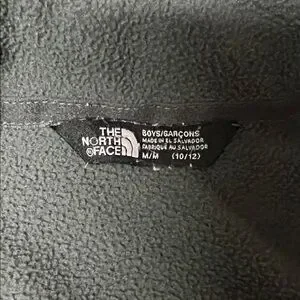 THE
NORTH
FACE
BOYS/GARÇONS
MADE IN EL SALVADOR
FABRIQUÉ AU SALVADOR
M/M (10/12)